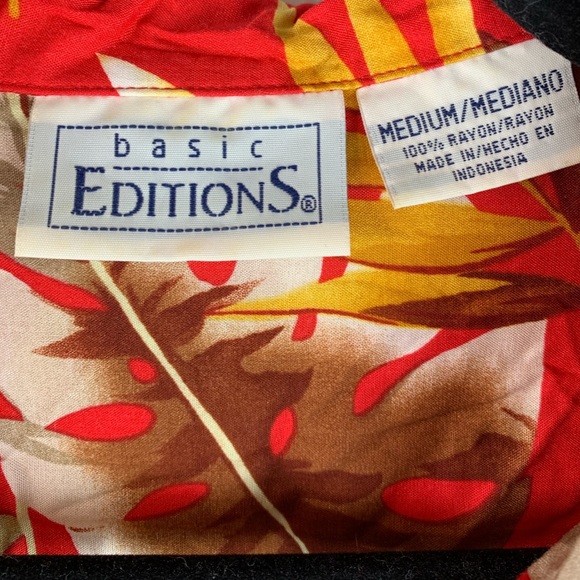 basic
EDITIONS®
MEDIUM/MEDIANO
100% RAYON/RAYON
MADE IN/HECHO EN
INDONESIA